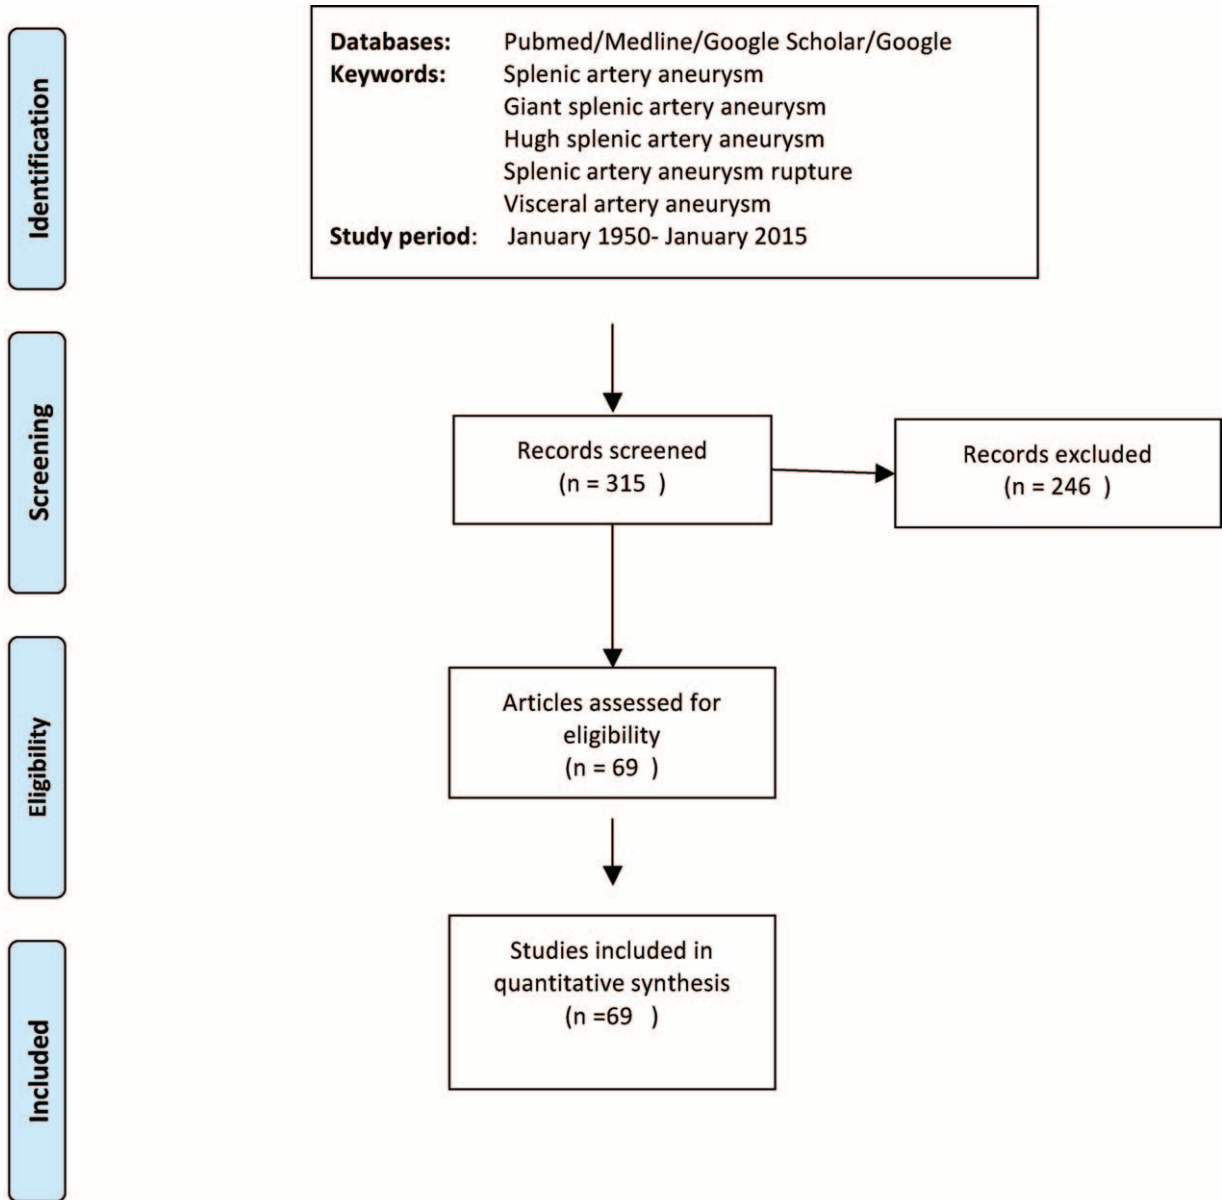 Identification
Databases: Pubmed/Medline/Google Scholar/Google
Keywords: Splenic artery aneurysm
Giant splenic artery aneurysm
Hugh splenic artery aneurysm
Splenic artery aneurysm rupture
Visceral artery aneurysm
Study period: January 1950- January 2015
Screening
Records screened
(n = 315 )
Records excluded
(n = 246 )
Eligibility
Articles assessed for
eligibility
(n = 69 )
Included
Studies included in
quantitative synthesis
(n =69 )